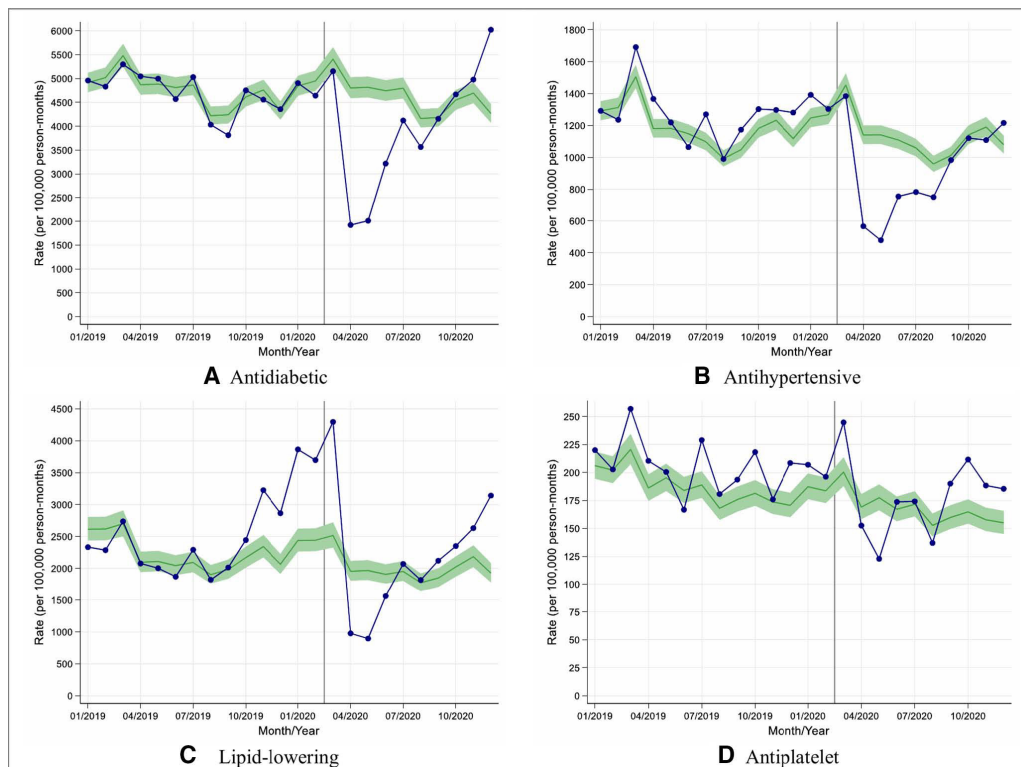 Rate (per 100,000 person-months)
6000
5500
5000
4500
4000
3500
3000
2500
2000
1500
1000
500
0
01/2019 04/2019 07/2019 10/2019 01/2020 04/2020 07/2020 10/2020
Month/Year
A Antidiabetic
Rate (per 100,000 person-months)
1800
1600
1400
1200
1000
800
600
400
200
0
01/2019 04/2019 07/2019 10/2019 01/2020 04/2020 07/2020 10/2020
Month/Year
B Antihypertensive
Rate (per 100,000 person-months)
4500
4000
3500
3000
2500
2000
1500
1000
500
0
01/2019 04/2019 07/2019 10/2019 01/2020 04/2020 07/2020 10/2020
Month/Year
C Lipid-lowering
Rate (per 100,000 person-months)
250
225
200
175
150
125
100
75
50
25
0
01/2019 04/2019 07/2019 10/2019 01/2020 04/2020 07/2020 10/2020
Month/Year
D Antiplatelet